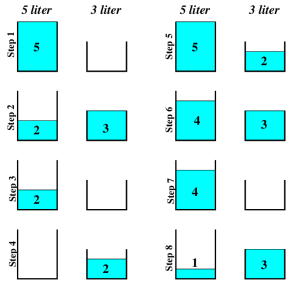 5 liter 3 liter 5 liter 3 liter
Step 1 5 Step 5 5 2
Step 2 2 3 Step 6 4 3
Step 3 2 Step 7 4
Step 4 2 Step 8 1 3